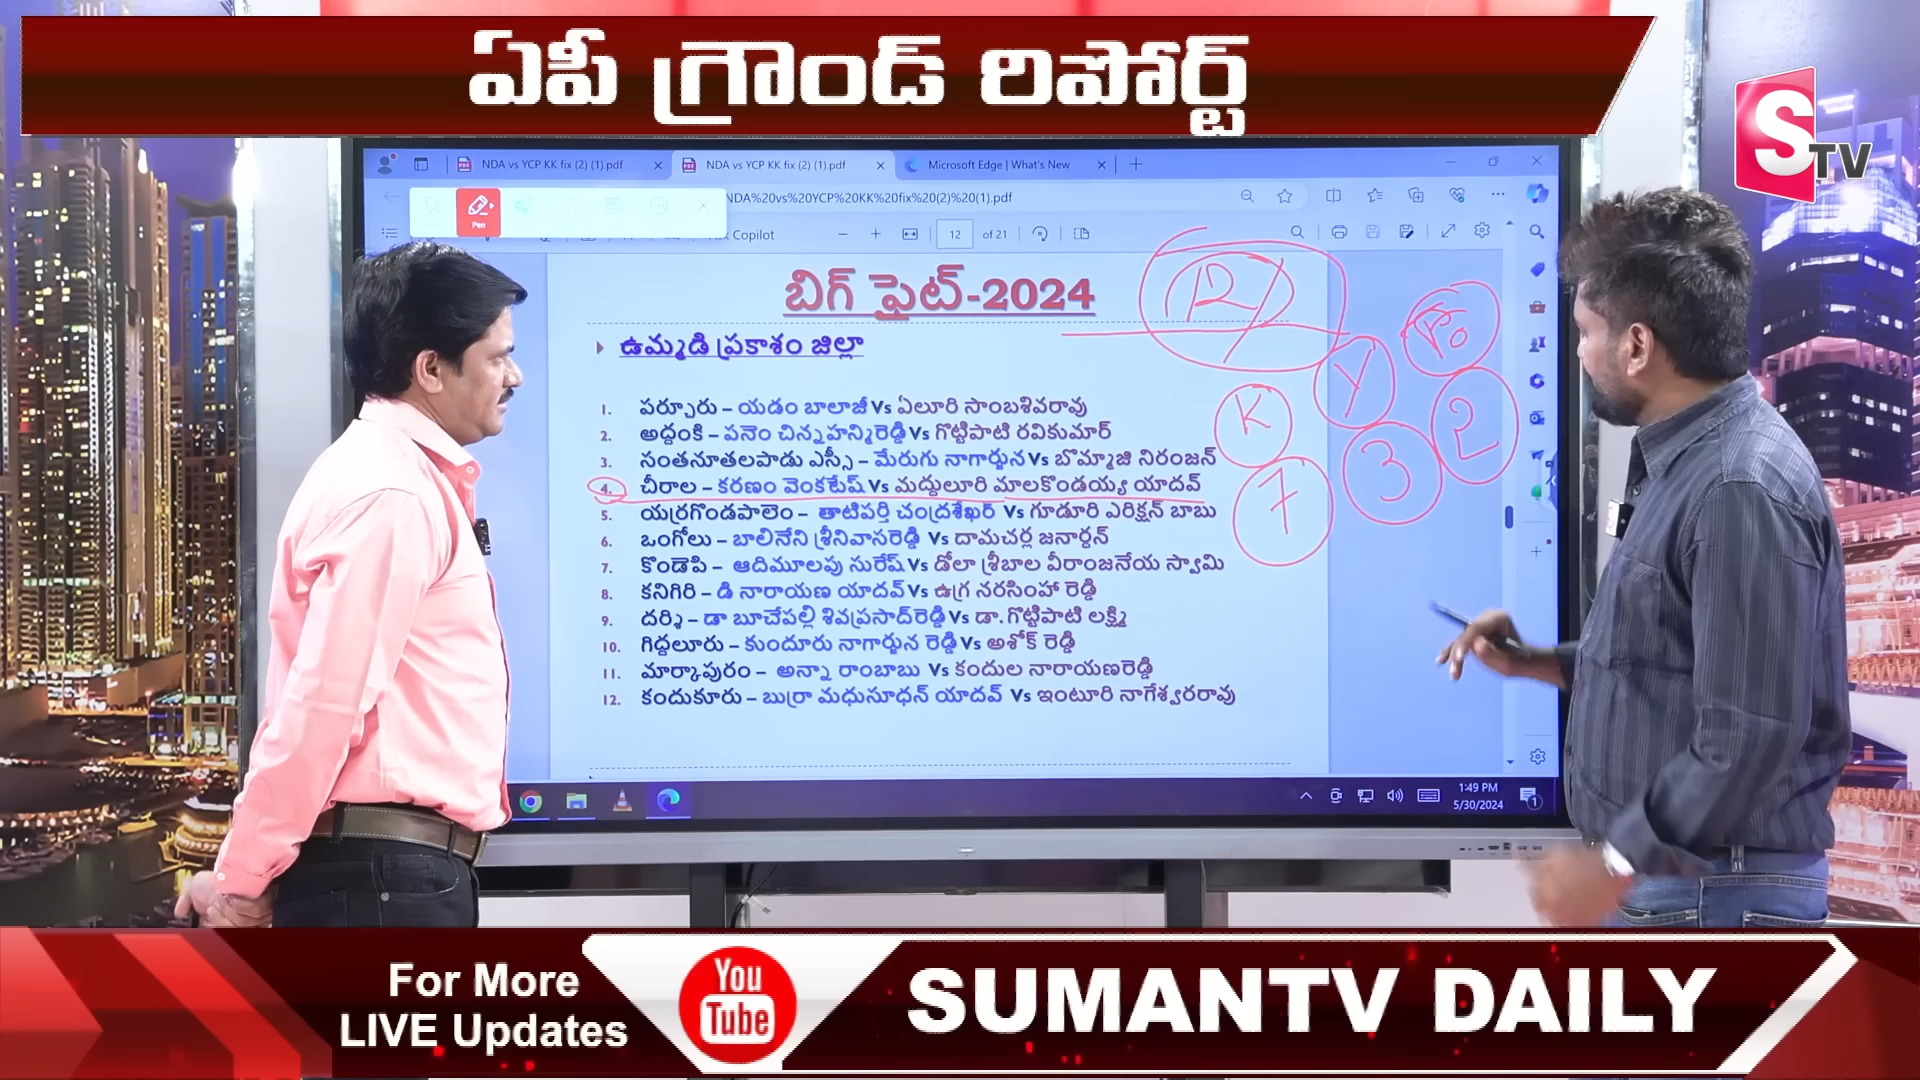 ఏపీ గ్రౌండ్ రిపోర్ట్
STV
NDA vs YCP KK fix (2) (1).pdf
NDA vs YCP KK fix (2) (1).pdf
Microsoft Edge | What's New
NDA%20vs%20YCP%20KK%20fix%20(2)%20(1).pdf
Pen
Copilot
12 of 21
బిగ్ ఫైట్-2024
ఉమ్మడి ప్రకాశం జిల్లా
1. పర్చూరు – యడం బాలాజీ Vs ఏలూరి సాంబశివరావు
2. అద్దంకి – పనెం చిన్నహన్మిరెడ్డి Vs గొట్టిపాటి రవికుమార్
3. సంతనూతలపాడు ఎస్సీ – మేరుగు నాగార్జున Vs బొమ్మాజి నిరంజన్
4. చీరాల – కరణం వెంకటేష్ Vs మద్దులూరి మాలకొండయ్య యాదవ్
5. యర్రగొండపాలెం – తాటిపర్తి చంద్రశేఖర్ Vs గూడూరి ఎరిక్షన్ బాబు
6. ఒంగోలు – బాలినేని శ్రీనివాసరెడ్డి Vs దామచర్ల జనార్దన్
7. కొండెపి – ఆదిమూలపు సురేష్ Vs డోలా శ్రీబాల వీరాంజనేయ స్వామి
8. కనిగిరి – డి నారాయణ యాదవ్ Vs ఉగ్ర నరసింహా రెడ్డి
9. దర్శి – డా బూచేపల్లి శివప్రసాద్‌రెడ్డి Vs డా. గొట్టిపాటి లక్ష్మి
10. గిద్దలూరు – కుందూరు నాగార్జున రెడ్డి Vs అశోక్ రెడ్డి
11. మార్కాపురం – అన్నా రాంబాబు Vs కందుల నారాయణరెడ్డి
12. కందుకూరు – బుర్రా మధుసూధన్ యాదవ్ Vs ఇంటూరి నాగేశ్వరరావు
12
K
Y
7
3
2
1:49 PM
5/30/2024
For More
LIVE Updates
You
Tube
SUMANTV DAILY